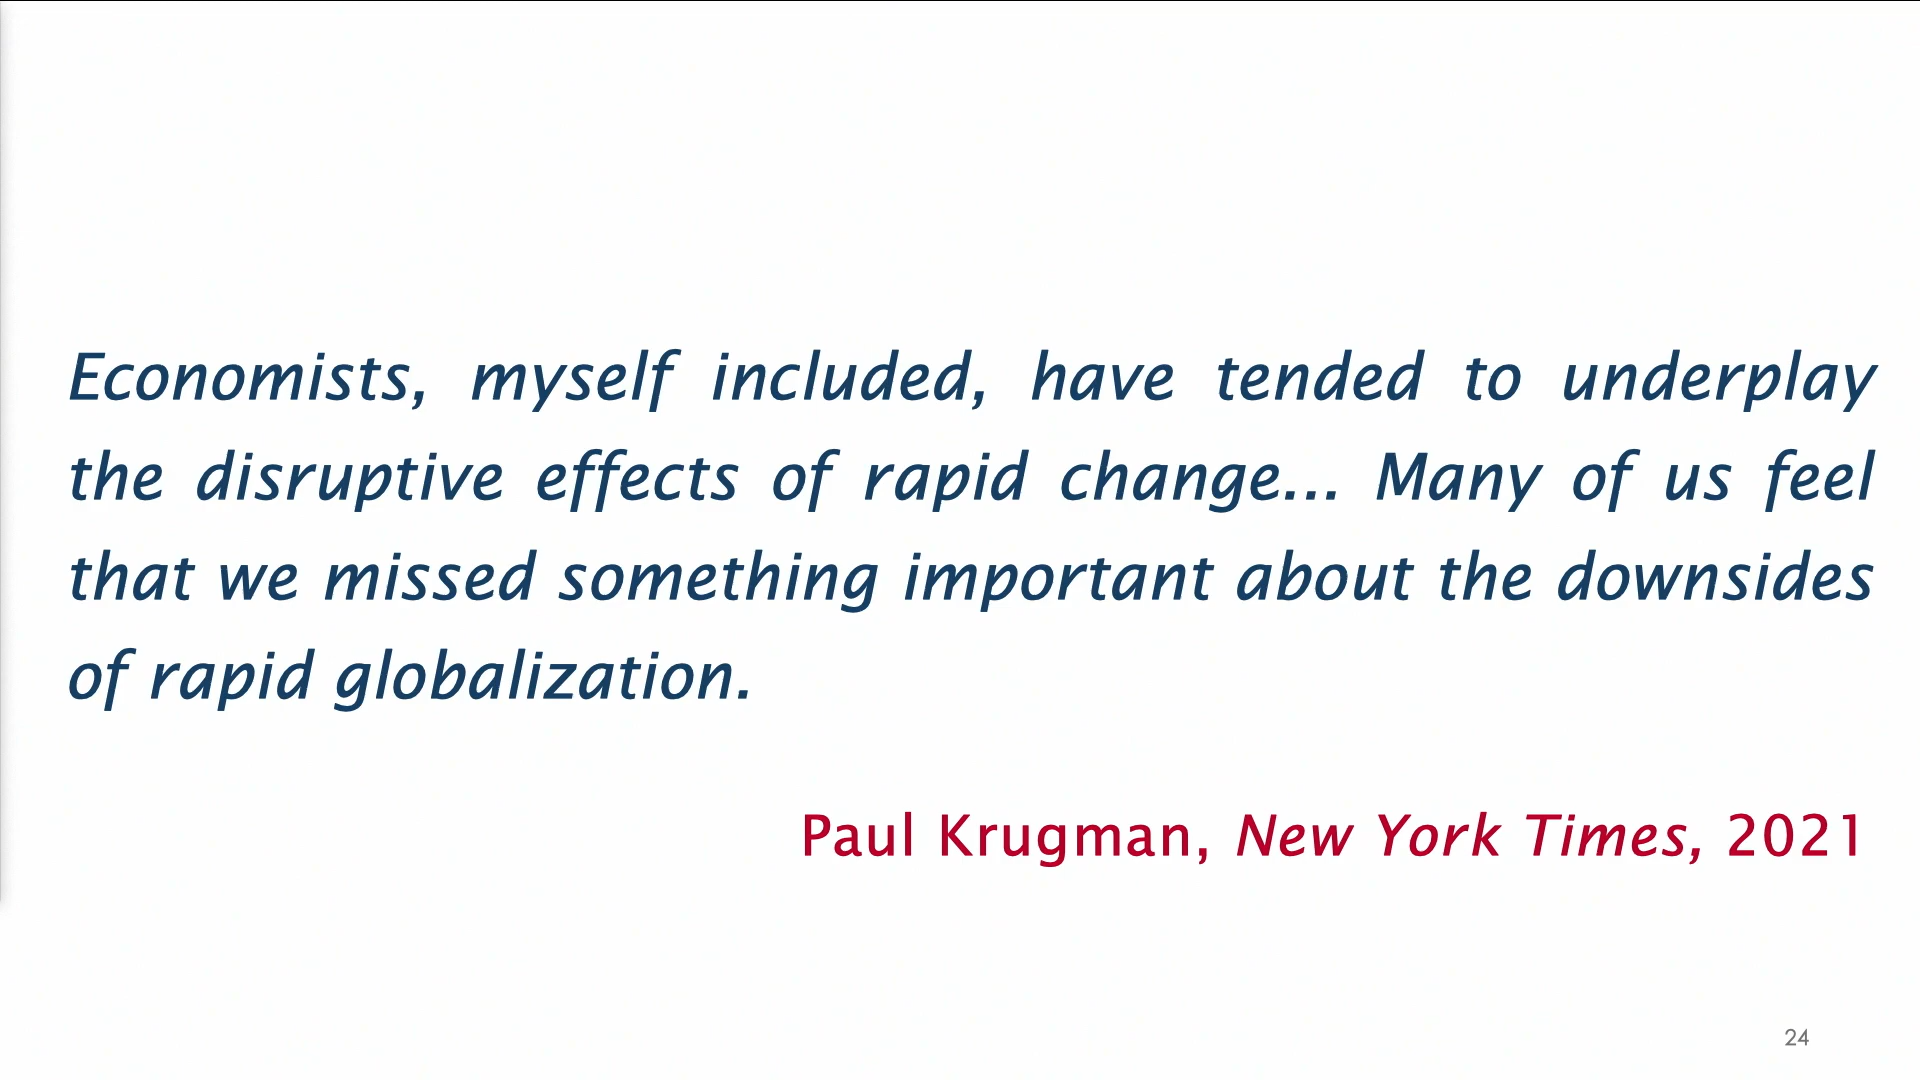 Economists, myself included, have tended to underplay
the disruptive effects of rapid change... Many of us feel
that we missed something important about the downsides
of rapid globalization.
Paul Krugman, New York Times, 2021
24